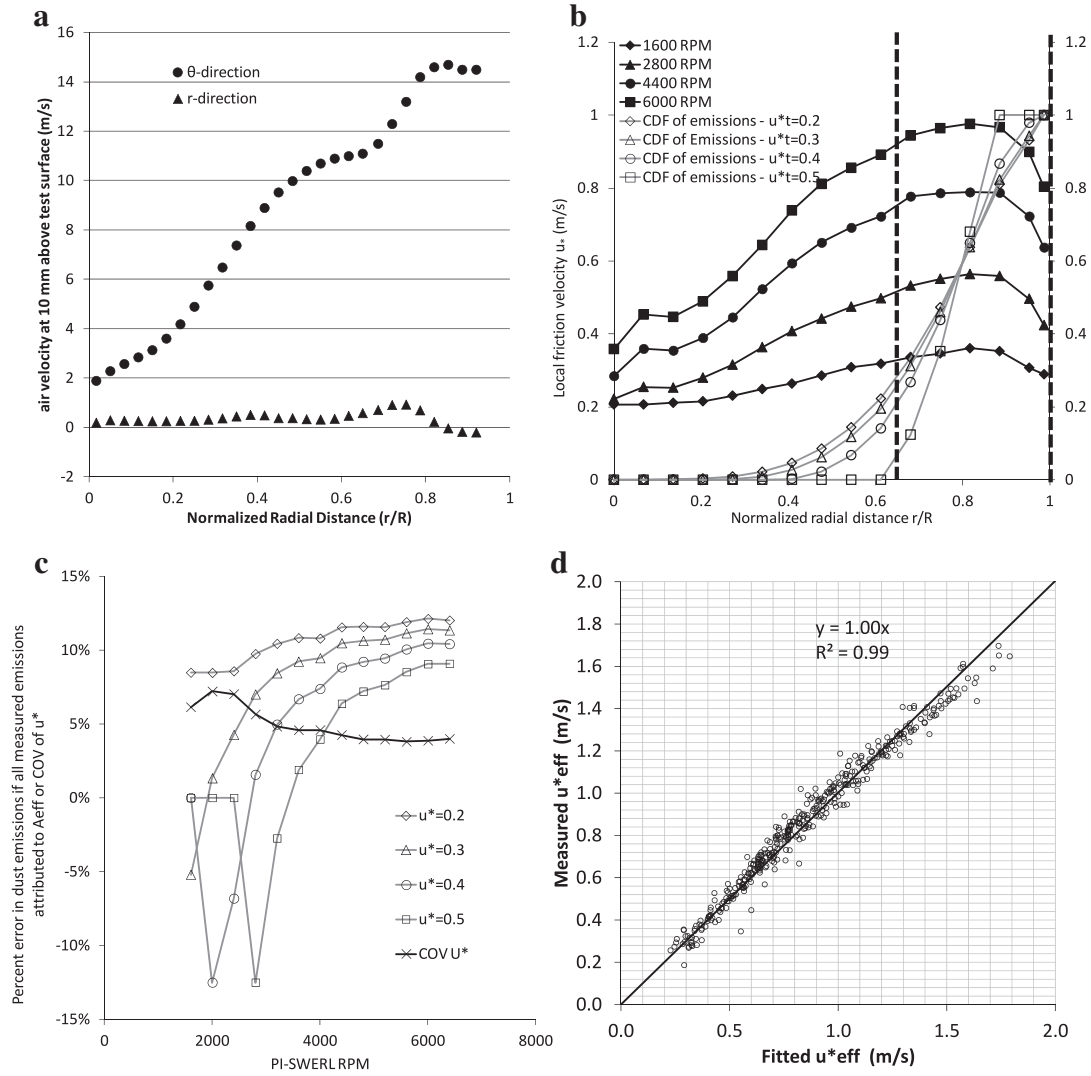 a
16
14
12
10
8
6
4
2
0
-2
air velocity at 10 mm above test surface (m/s)
θ-direction
r-direction
0
0.2
0.4
0.6
0.8
1
Normalized Radial Distance (r/R)
b
1.2
1
0.8
0.6
0.4
0.2
0
Local friction velocity u* (m/s)
1600 RPM
2800 RPM
4400 RPM
6000 RPM
CDF of emissions - u*t=0.2
CDF of Emissions - u*t=0.3
CDF of emissions - u*t=0.4
CDF of emissions - u*t=0.5
1.2
1
0.8
0.6
0.4
0.2
0
0
0.2
0.4
0.6
0.8
1
Normalized radial distance r/R
c
15%
10%
5%
0%
-5%
-10%
-15%
Percent error in dust emissions if all measured emissions
attributed to Aeff or COV of u*
u*=0.2
u*=0.3
u*=0.4
u*=0.5
COV U*
0
2000
4000
6000
8000
PI-SWERL RPM
d
2.0
1.8
1.6
1.4
1.2
1.0
0.8
0.6
0.4
0.2
0.0
Measured u*eff (m/s)
y = 1.00x
R² = 0.99
0.0
0.5
1.0
1.5
2.0
Fitted u*eff (m/s)